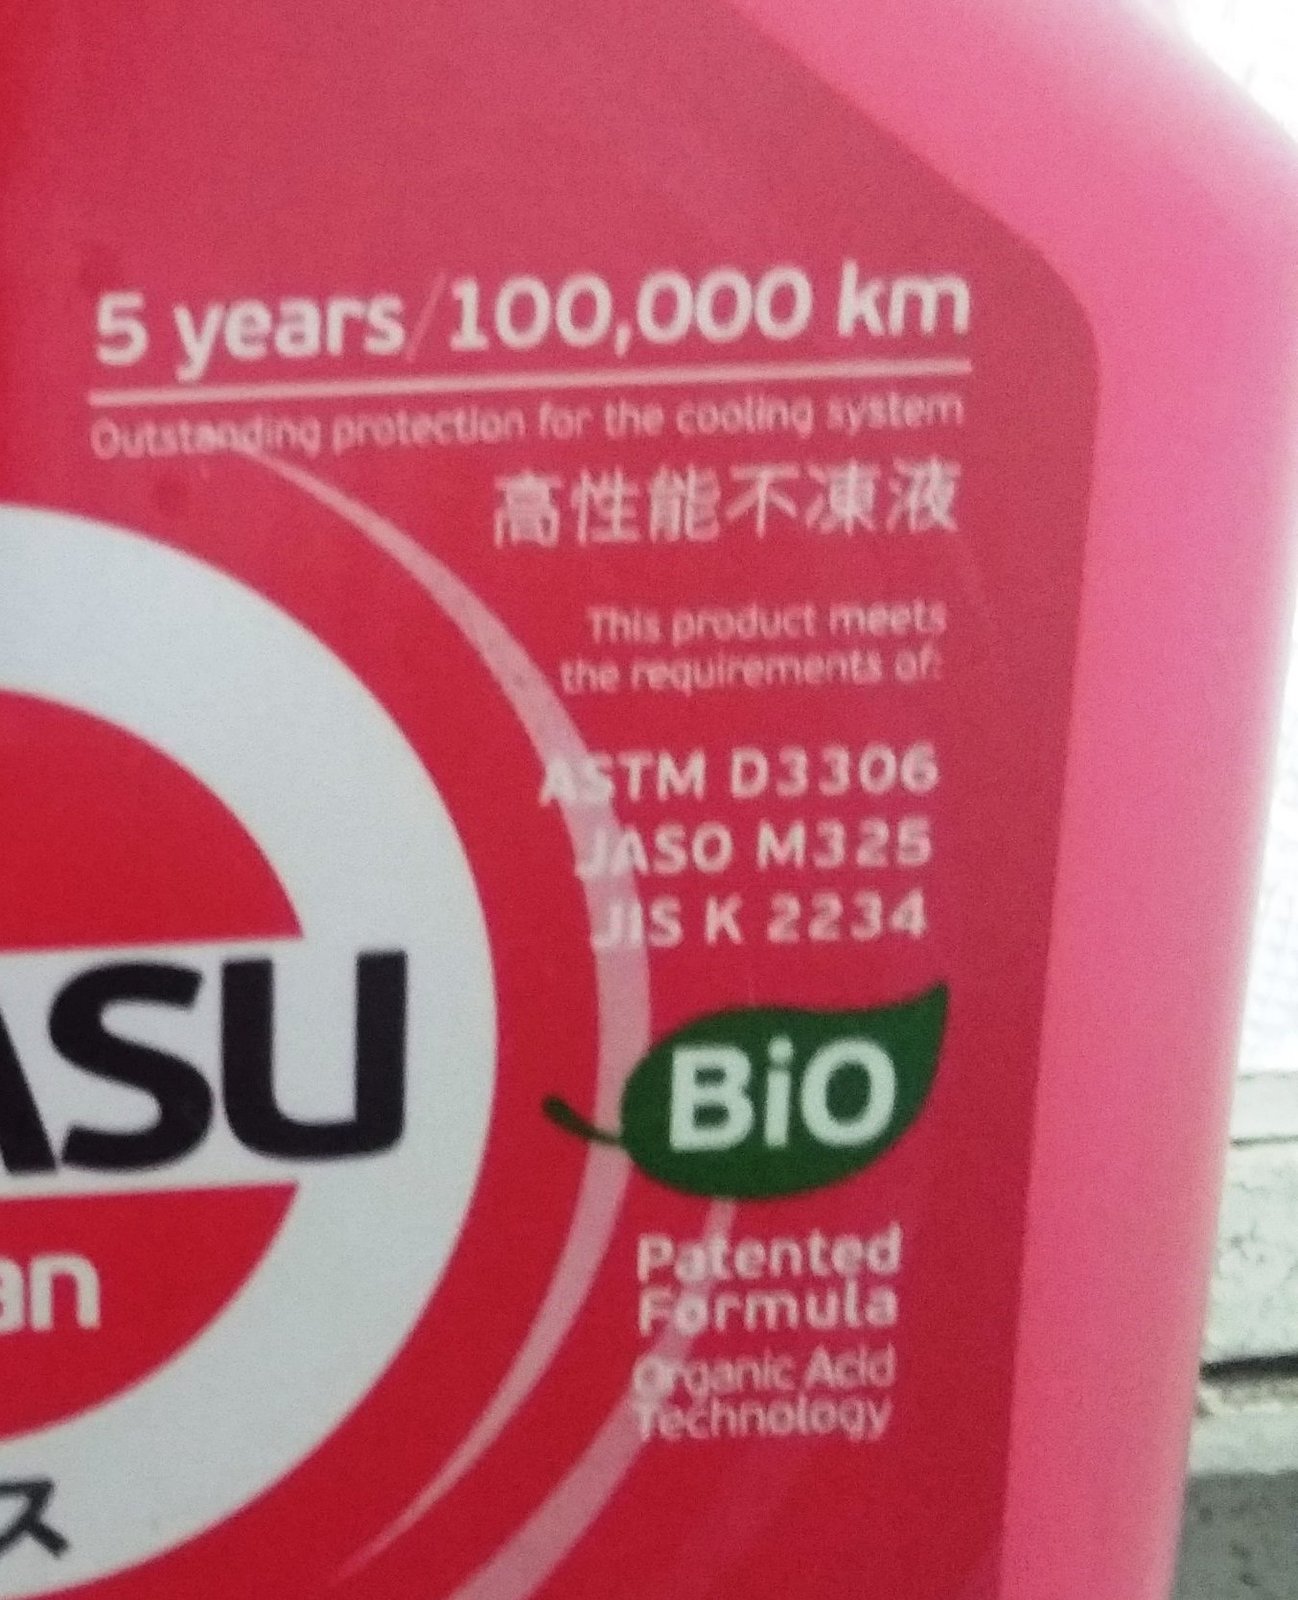 5 years/100,000 km
Outstanding protection for the cooling system
高性能不凍液
This product meets
the requirements of:
ASTM D3306
JASO M325
JIS K 2234
ASU
BiO
an
Patented
Formula
Organic Acid
Technology
ス